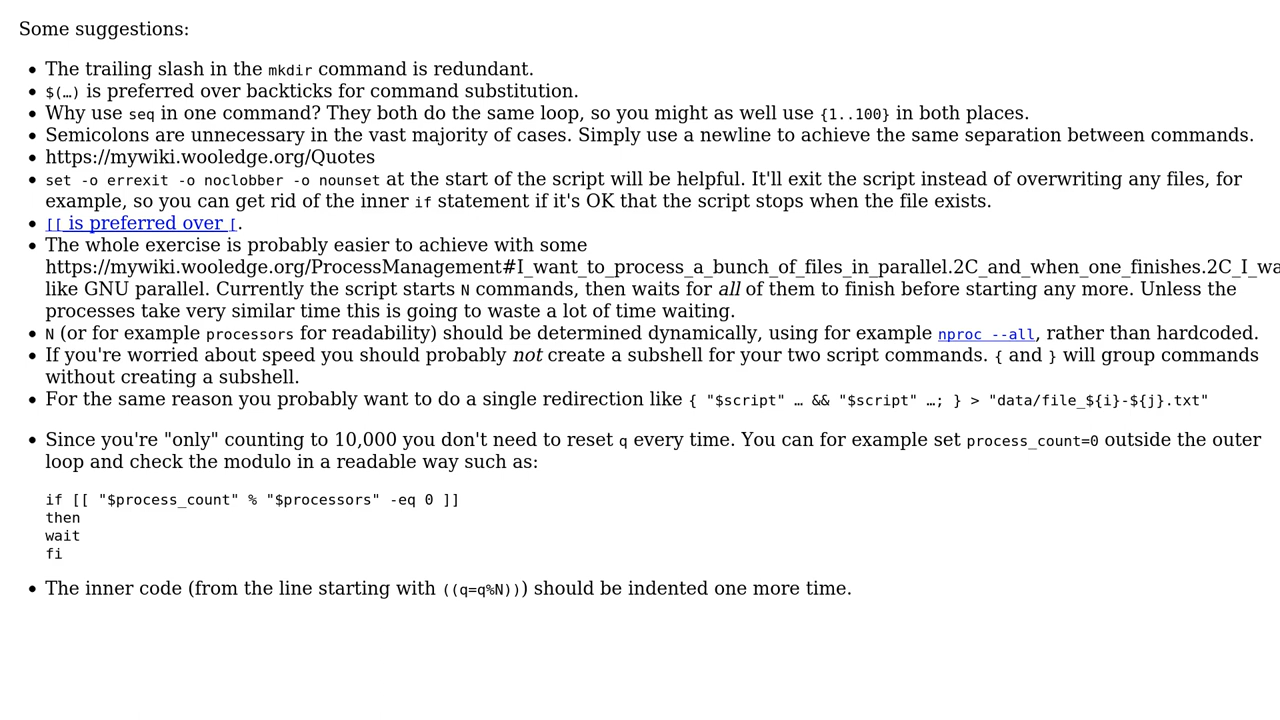 Some suggestions:
The trailing slash in the mkdir command is redundant.
$(…) is preferred over backticks for command substitution.
Why use seq in one command? They both do the same loop, so you might as well use {1..100} in both places.
Semicolons are unnecessary in the vast majority of cases. Simply use a newline to achieve the same separation between commands.
https://mywiki.wooledge.org/Quotes
set -o errexit -o noclobber -o nounset at the start of the script will be helpful. It'll exit the script instead of overwriting any files, for
example, so you can get rid of the inner if statement if it's OK that the script stops when the file exists.
[[ is preferred over [.
The whole exercise is probably easier to achieve with some
https://mywiki.wooledge.org/ProcessManagement#I_want_to_process_a_bunch_of_files_in_parallel.2C_and_when_one_finishes.2C_I_wa
like GNU parallel. Currently the script starts N commands, then waits for all of them to finish before starting any more. Unless the
processes take very similar time this is going to waste a lot of time waiting.
N (or for example processors for readability) should be determined dynamically, using for example nproc --all, rather than hardcoded.
If you're worried about speed you should probably not create a subshell for your two script commands. { and } will group commands
without creating a subshell.
For the same reason you probably want to do a single redirection like { "$script" … && "$script" …; } > "data/file_${i}-${j}.txt"
Since you're "only" counting to 10,000 you don't need to reset q every time. You can for example set process_count=0 outside the outer
loop and check the modulo in a readable way such as:
if [[ "$process_count" % "$processors" -eq 0 ]]
then
wait
fi
The inner code (from the line starting with ((q=q%N))) should be indented one more time.